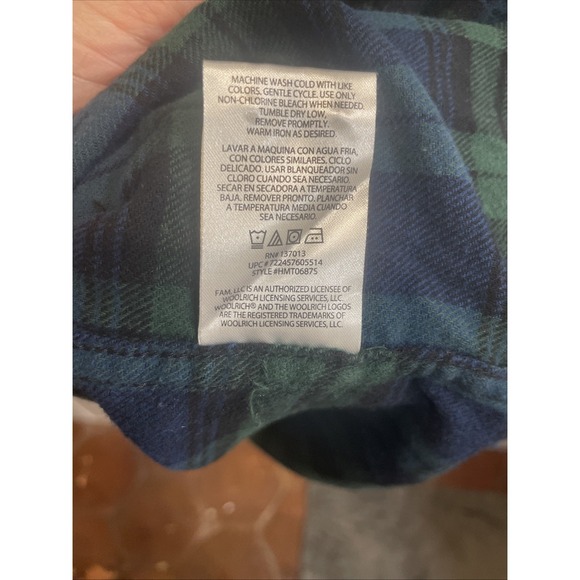 MACHINE WASH COLD WITH LIKE
COLORS. GENTLE CYCLE. USE ONLY
NON-CHLORINE BLEACH WHEN NEEDED.
TUMBLE DRY LOW,
REMOVE PROMPTLY.
WARM IRON AS DESIRED.
LAVAR A MAQUINA CON AGUA FRIA,
CON COLORES SIMILARES. CICLO
DELICADO. USAR BLANQUEADOR SIN
CLORO CUANDO SEA NECESARIO.
SECAR EN SECADORA A TEMPERATURA
BAJA. REMOVER PRONTO. PLANCHAR
A TEMPERATURA MEDIA CUANDO
SEA NECESARIO.
RN# 137013
UPC# 722457605514
STYLE #HMT06875
FAM, LLC IS AN AUTHORIZED LICENSEE OF
WOOLRICH LICENSING SERVICES, LLC.
WOOLRICH® AND THE WOOLRICH LOGOS
ARE THE REGISTERED TRADEMARKS OF
WOOLRICH LICENSING SERVICES, LLC.